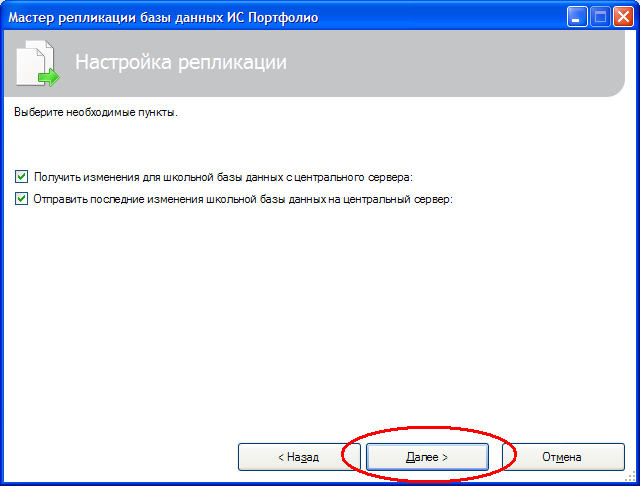 Мастер репликации базы данных ИС Портфолио
Настройка репликации
Выберите необходимые пункты.
Получить изменения для школьной базы данных с центрального сервера:
Отправить последние изменения школьной базы данных на центральный сервер:
< Назад
Далее >
Отмена